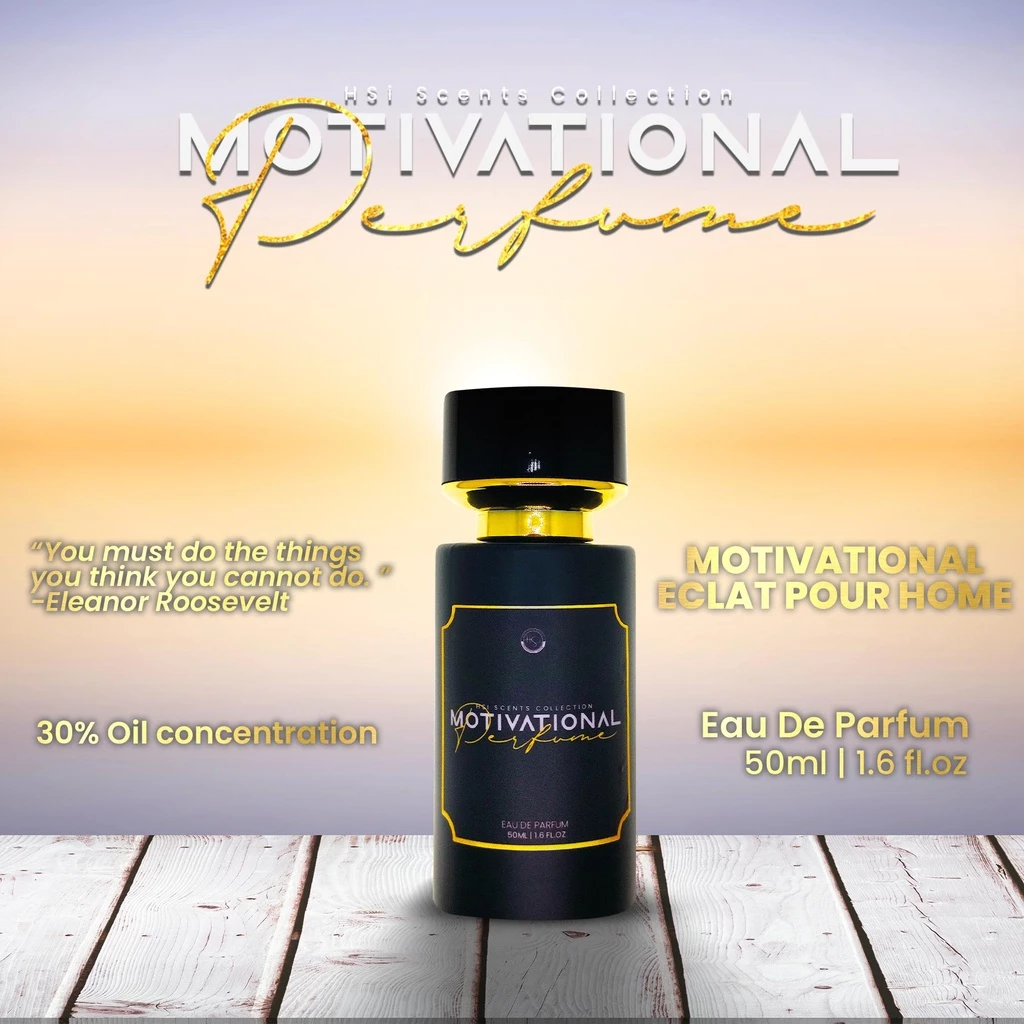 HSi Scents Collection
MOTIVATIONAL
Perfume
“You must do the things
you think you cannot do.”
-Eleanor Roosevelt
MOTIVATIONAL
ECLAT POUR HOME
30% Oil concentration
Eau De Parfum
50ml | 1.6 fl.oz
HSI SCENTS COLLECTION
MOTIVATIONAL
Perfume
EAU DE PARFUM
50ML | 1.6 FL.OZ